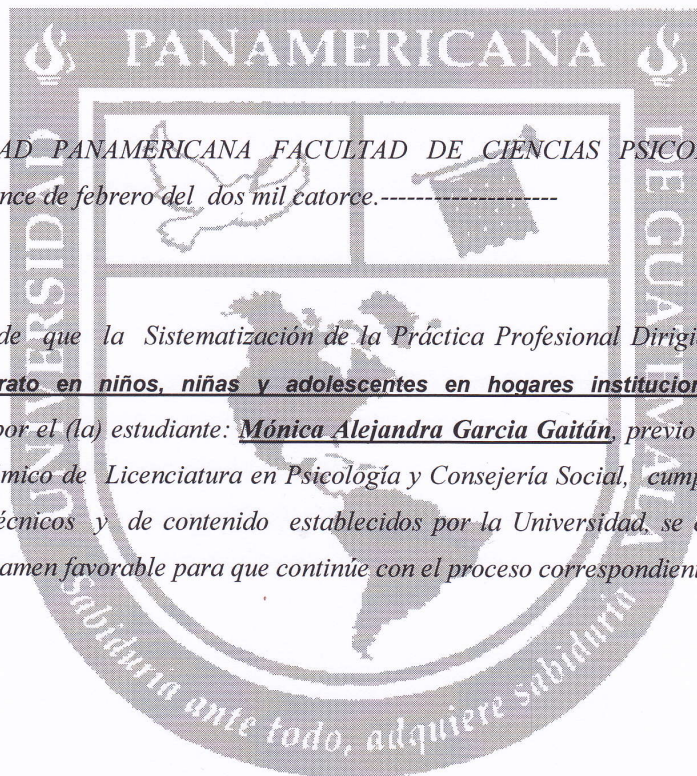 PANAMERICANA
UNIVERSIDAD
DE GUATEMALA
AD PANAMERICANA FACULTAD DE CIENCIAS PSICO
nce de febrero del dos mil catorce.--------------------
de que la Sistematización de la Práctica Profesional Dirigi
rato en niños, niñas y adolescentes en hogares institucion
por el (la) estudiante: Mónica Alejandra Garcia Gaitán, previo
mico de Licenciatura en Psicología y Consejería Social, cump
écnicos y de contenido establecidos por la Universidad, se
amen favorable para que continúe con el proceso correspondien
Sabiduría ante todo, adquiere sabiduría